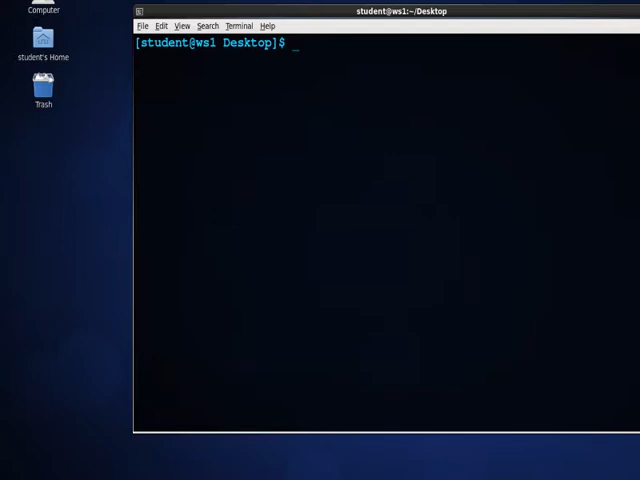 Computer
student's Home
Trash
student@ws1:~/Desktop
File Edit View Search Terminal Help
[student@ws1 Desktop]$ _